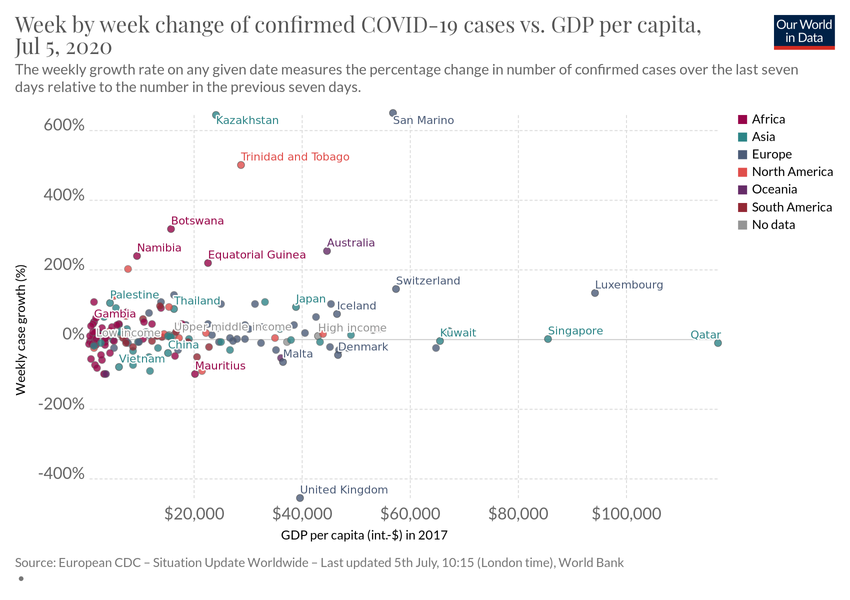 Week by week change of confirmed COVID-19 cases vs. GDP per capita,
Jul 5, 2020
Our World
in Data
The weekly growth rate on any given date measures the percentage change in number of confirmed cases over the last seven
days relative to the number in the previous seven days.
Kazakhstan
San Marino
600%
Trinidad and Tobago
400%
Botswana
Namibia
Equatorial Guinea
Australia
200%
Switzerland
Luxembourg
Palestine
Thailand
Japan
Iceland
Gambia
Upper middle income
High income
Low income
0%
Kuwait
Singapore
Qatar
China
Vietnam
Malta
Denmark
Mauritius
-200%
-400%
United Kingdom
Weekly case growth (%)
$20,000
$40,000
$60,000
$80,000
$100,000
GDP per capita (int.-$) in 2017
Africa
Asia
Europe
North America
Oceania
South America
No data
Source: European CDC – Situation Update Worldwide – Last updated 5th July, 10:15 (London time), World Bank